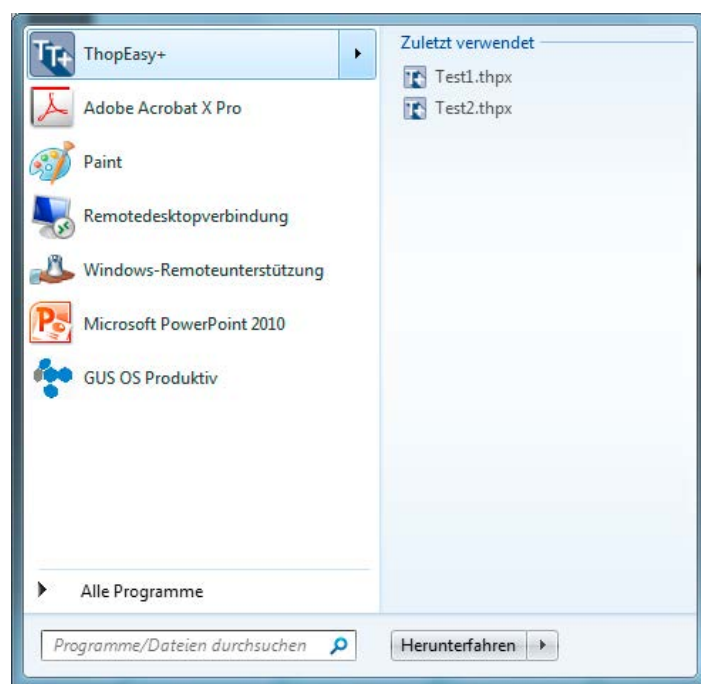 ThopEasy+
Adobe Acrobat X Pro
Paint
Remotedesktopverbindung
Windows-Remoteunterstützung
Microsoft PowerPoint 2010
GUS OS Produktiv
Alle Programme
Programme/Dateien durchsuchen
Zuletzt verwendet
Test1.thpx
Test2.thpx
Herunterfahren